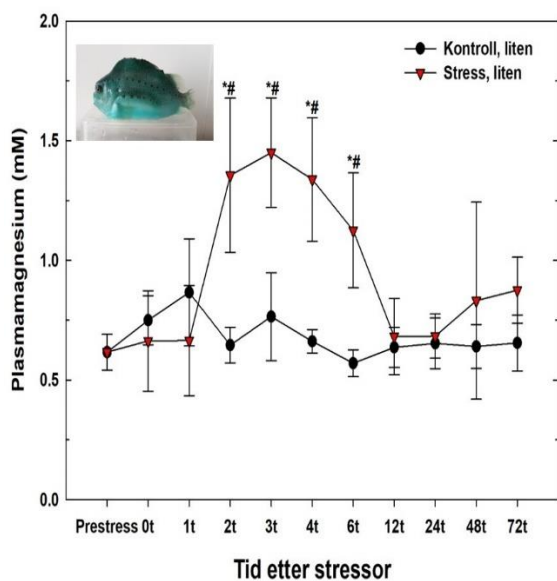 2.0
Kontroll, liten
Stress, liten
*# *# *# *#
1.5
Plasmamagnesium (mM)
1.0
0.5
0.0
Prestress 0t 1t 2t 3t 4t 6t 12t 24t 48t 72t
Tid etter stressor